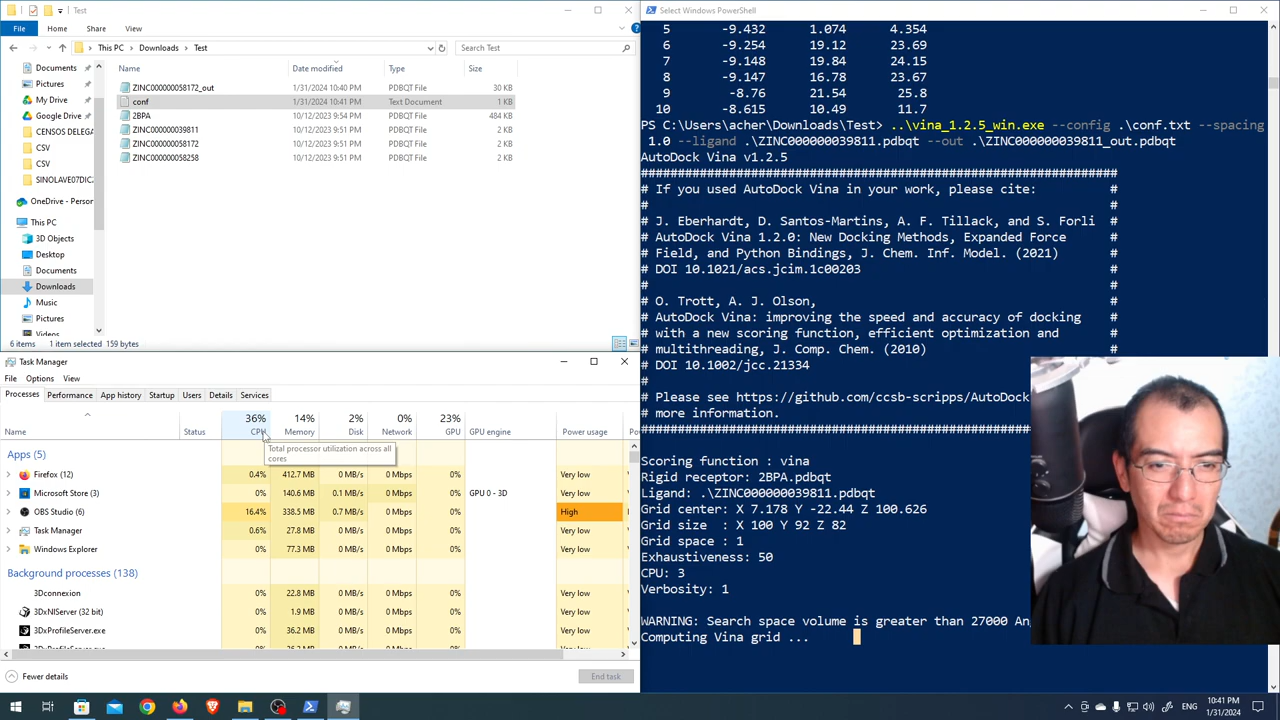 Test
File
Home
Share
View
This PC
Downloads
Test
Search Test
Documents
Pictures
My Drive
Google Drive
CENSOS DELEGA
CSV
CSV
SINOLAVE07DIC
OneDrive - Person
This PC
3D Objects
Desktop
Documents
Downloads
Music
Pictures
Videos
Name Date modified Type Size
ZINC000000058172_out 1/31/2024 10:40 PM PDBQT File 30 KB
conf 1/31/2024 10:41 PM Text Document 1 KB
2BPA 10/12/2023 9:54 PM PDBQT File 484 KB
ZINC000000039811 10/12/2023 9:51 PM PDBQT File 2 KB
ZINC000000058172 10/12/2023 9:51 PM PDBQT File 2 KB
ZINC000000058258 10/12/2023 9:51 PM PDBQT File 2 KB
6 items 1 item selected 159 bytes
Task Manager
File Options View
Processes Performance App history Startup Users Details Services
36% 14% 2% 0% 23%
Name Status CPU Memory Disk Network GPU GPU engine Power usage
Total processor utilization across all
cores
Apps (5)
Firefox (12) 0.4% 412.7 MB 0 MB/s 0 Mbps 0% Very low
Microsoft Store (3) 0% 140.6 MB 0.1 MB/s 0 Mbps 0% GPU 0 - 3D Very low
OBS Studio (6) 16.4% 338.5 MB 0.7 MB/s 0 Mbps 0% High
Task Manager 0.6% 27.8 MB 0 MB/s 0 Mbps 0% Very low
Windows Explorer 0% 77.3 MB 0 MB/s 0 Mbps 0% Very low
Background processes (138)
3Dconnexion 0% 22.8 MB 0 MB/s 0 Mbps 0% Very low
3DxNIServer (32 bit) 0% 1.9 MB 0 MB/s 0 Mbps 0% Very low
3DxProfileServer.exe 0% 36.2 MB 0 MB/s 0 Mbps 0% Very low
Fewer details
End task
Select Windows PowerShell
5 -9.432 1.074 4.354
6 -9.254 19.12 23.69
7 -9.148 19.84 24.15
8 -9.147 16.78 23.67
9 -8.76 21.54 25.8
10 -8.615 10.49 11.7
PS C:\Users\acher\Downloads\Test> ..\vina_1.2.5_win.exe --config .\conf.txt --spacing
1.0 --ligand .\ZINC000000039811.pdbqt --out .\ZINC000000039811_out.pdbqt
AutoDock Vina v1.2.5
#################################################################
# If you used AutoDock Vina in your work, please cite: #
# #
# J. Eberhardt, D. Santos-Martins, A. F. Tillack, and S. Forli #
# AutoDock Vina 1.2.0: New Docking Methods, Expanded Force #
# Field, and Python Bindings, J. Chem. Inf. Model. (2021) #
# DOI 10.1021/acs.jcim.1c00203 #
# #
# O. Trott, A. J. Olson, #
# AutoDock Vina: improving the speed and accuracy of docking #
# with a new scoring function, efficient optimization and #
# multithreading, J. Comp. Chem. (2010) #
# DOI 10.1002/jcc.21334
#
# Please see https://github.com/ccsb-scripps/AutoDock
# more information.
#####################################################
Scoring function : vina
Rigid receptor: 2BPA.pdbqt
Ligand: .\ZINC000000039811.pdbqt
Grid center: X 7.178 Y -22.44 Z 100.626
Grid size : X 100 Y 92 Z 82
Grid space : 1
Exhaustiveness: 50
CPU: 3
Verbosity: 1
WARNING: Search space volume is greater than 27000 An
Computing Vina grid ...
ENG
10:41 PM
1/31/2024